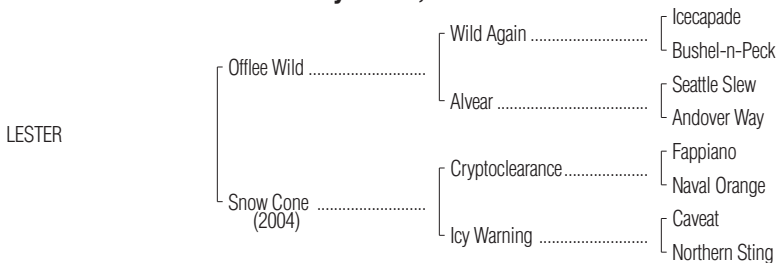 Icecapade
Wild Again ................................
Bushel-n-Peck
Offlee Wild ................................
Seattle Slew
Alvear .........................................
Andover Way
LESTER
Fappiano
Cryptoclearance.......................
Naval Orange
Snow Cone ..............................
(2004)
Caveat
Icy Warning ..............................
Northern Sting